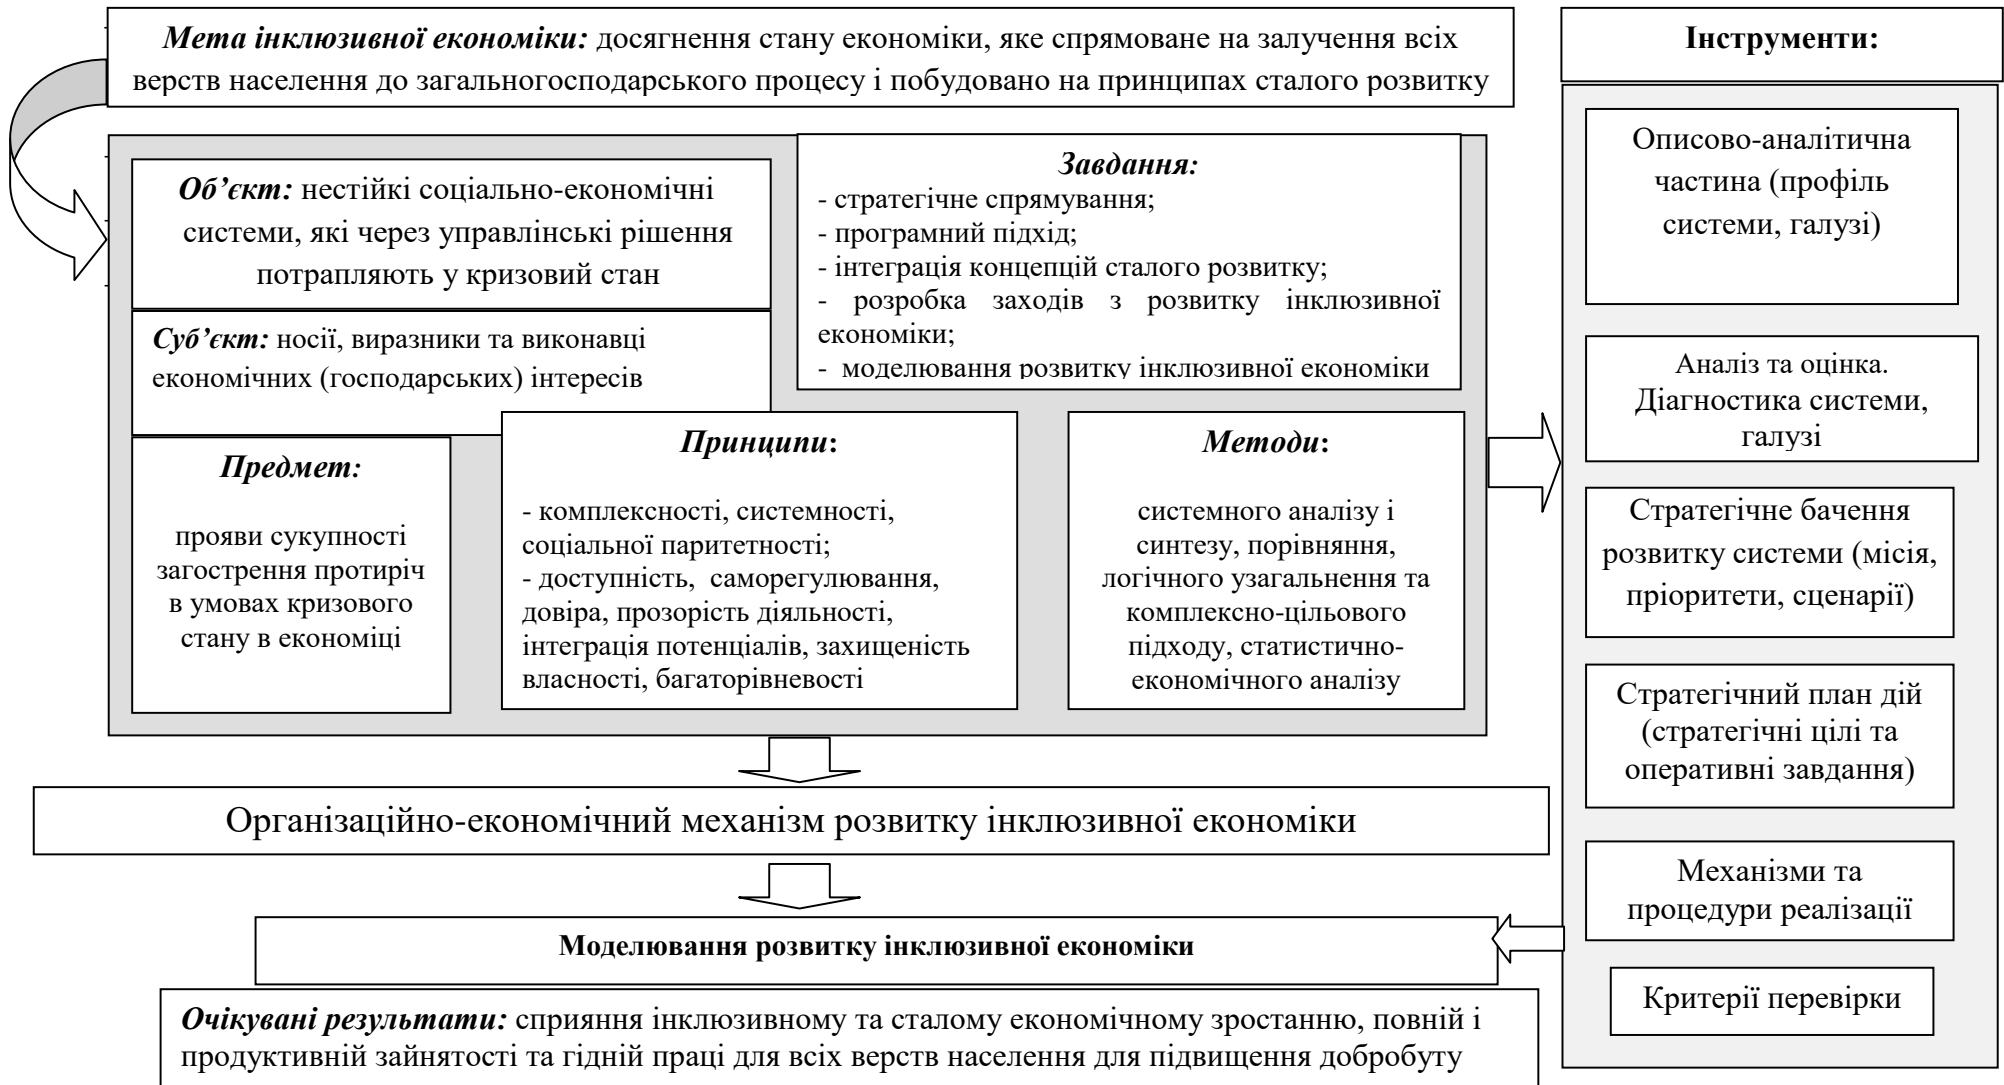 Мета інклюзивної економіки: досягнення стану економіки, яке спрямоване на залучення всіх
верств населення до загальногосподарського процесу і побудовано на принципах сталого розвитку
Об’єкт: нестійкі соціально-економічні
системи, які через управлінські рішення
потрапляють у кризовий стан
Суб’єкт: носії, виразники та виконавці
економічних (господарських) інтересів
Завдання:
- стратегічне спрямування;
- програмний підхід;
- інтеграція концепцій сталого розвитку;
- розробка заходів з розвитку інклюзивної
економіки;
- моделювання розвитку інклюзивної економіки
Предмет:
прояви сукупності
загострення протиріч
в умовах кризового
стану в економіці
Принципи:
- комплексності, системності,
соціальної паритетності;
- доступність, саморегулювання,
довіра, прозорість діяльності,
інтеграція потенціалів, захищеність
власності, багаторівневості
Методи:
системного аналізу і
синтезу, порівняння,
логічного узагальнення та
комплексно-цільового
підходу, статистично-
економічного аналізу
Організаційно-економічний механізм розвитку інклюзивної економіки
Моделювання розвитку інклюзивної економіки
Очікувані результати: сприяння інклюзивному та сталому економічному зростанню, повній і
продуктивній зайнятості та гідній праці для всіх верств населення для підвищення добробуту
Інструменти:
Описово-аналітична
частина (профіль
системи, галузі)
Аналіз та оцінка.
Діагностика системи,
галузі
Стратегічне бачення
розвитку системи (місія,
пріоритети, сценарії)
Стратегічний план дій
(стратегічні цілі та
оперативні завдання)
Механізми та
процедури реалізації
Критерії перевірки